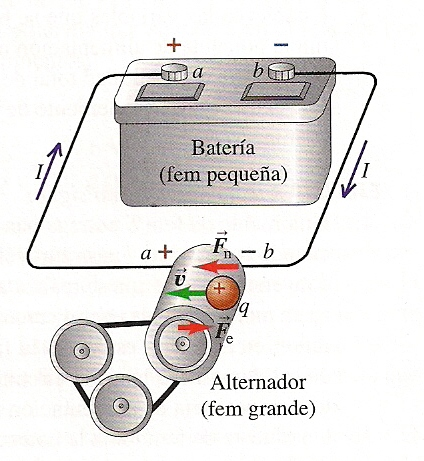 + −
a b
Batería
(fem pequeña)
I I
a + F⃗n − b
v⃗
+
q
F⃗e
Alternador
(fem grande)